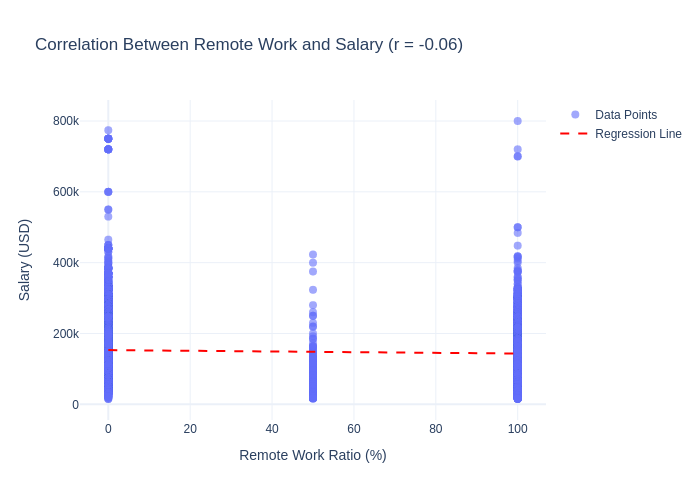 Correlation Between Remote Work and Salary (r = -0.06)
Data Points
Regression Line
Salary (USD)
800k
600k
400k
200k
0
0 20 40 60 80 100
Remote Work Ratio (%)